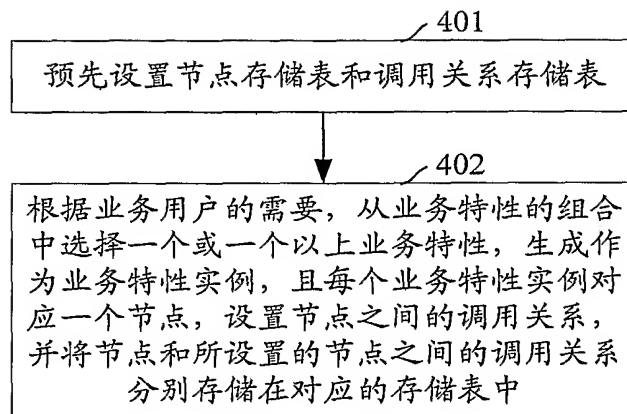 401
预先设置节点存储表和调用关系存储表
402
根据业务用户的需要，从业务特性的组合
中选择一个或一个以上业务特性，生成作
为业务特性实例，且每个业务特性实例对
应一个节点，设置节点之间的调用关系，
并将节点和所设置的节点之间的调用关系
分别存储在对应的存储表中